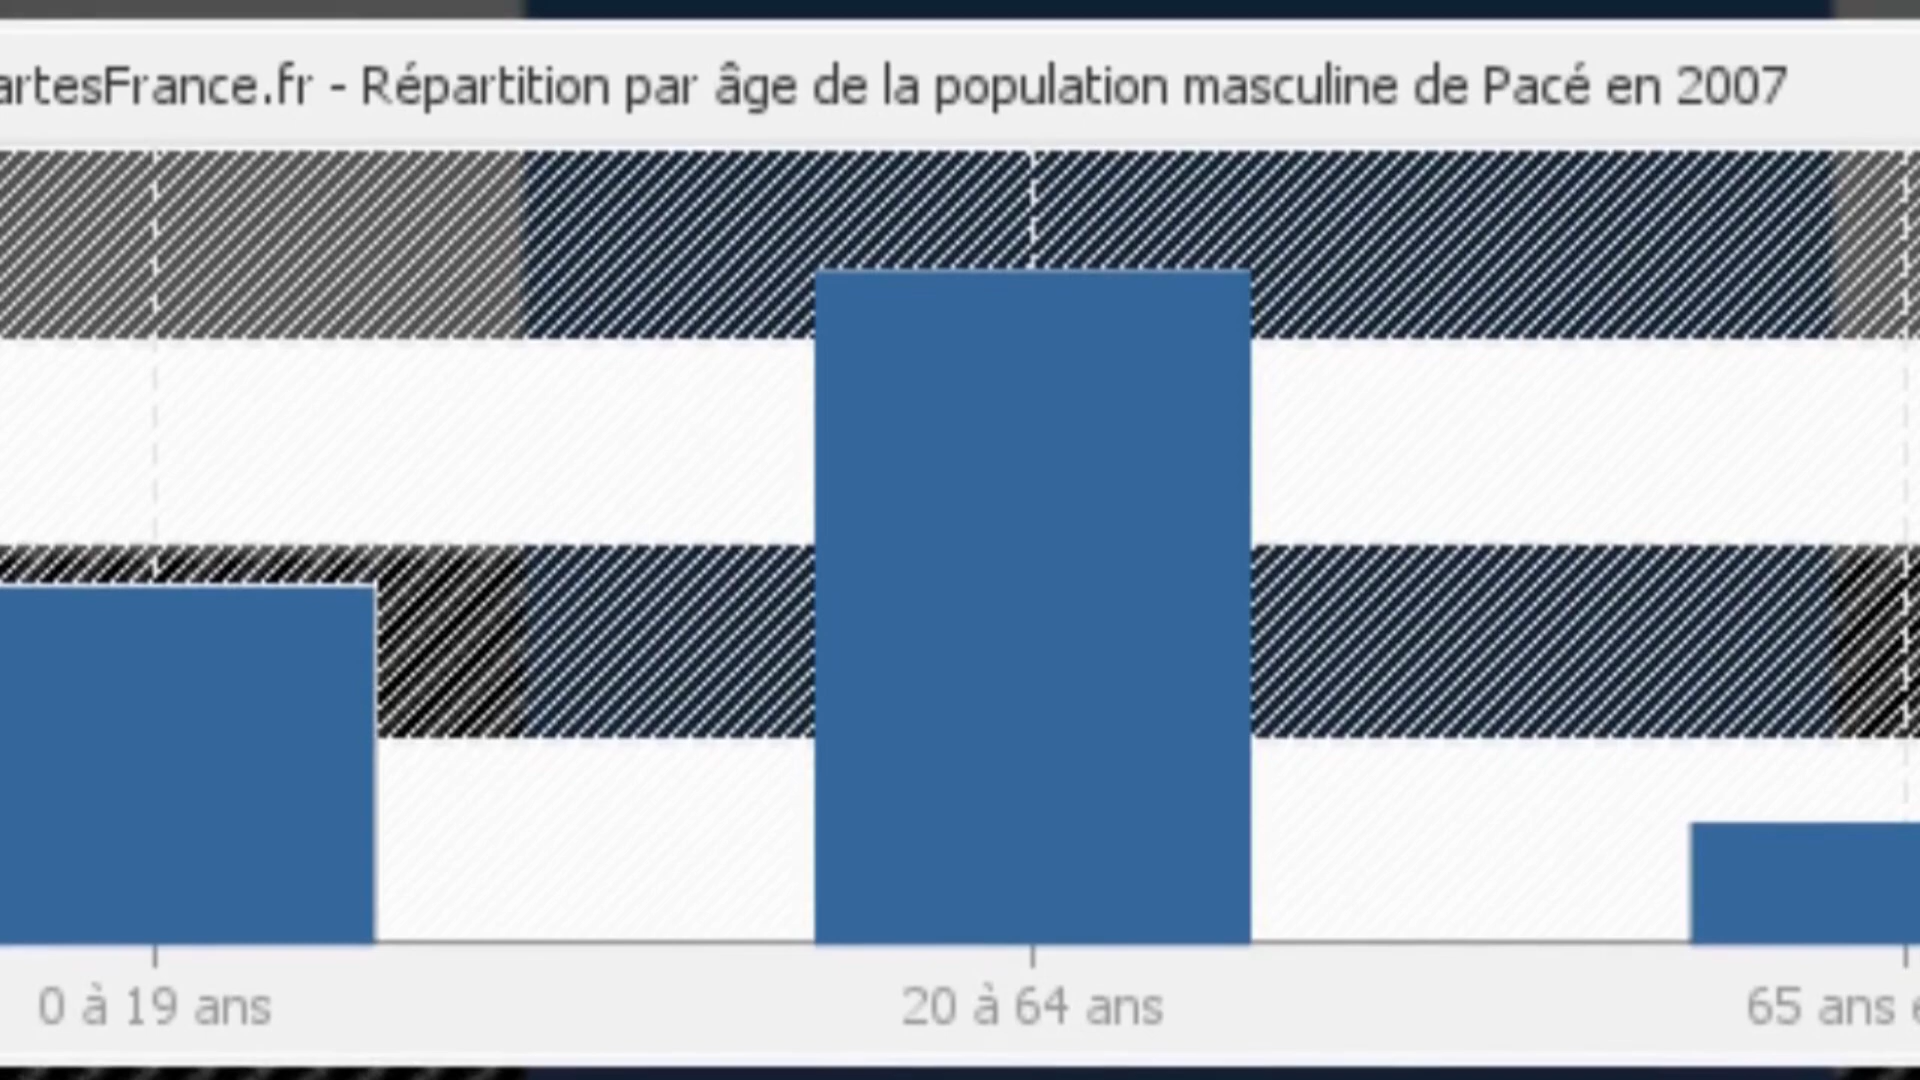 artesFrance.fr - Répartition par âge de la population masculine de Pacé en 2007
0 à 19 ans
20 à 64 ans
65 ans